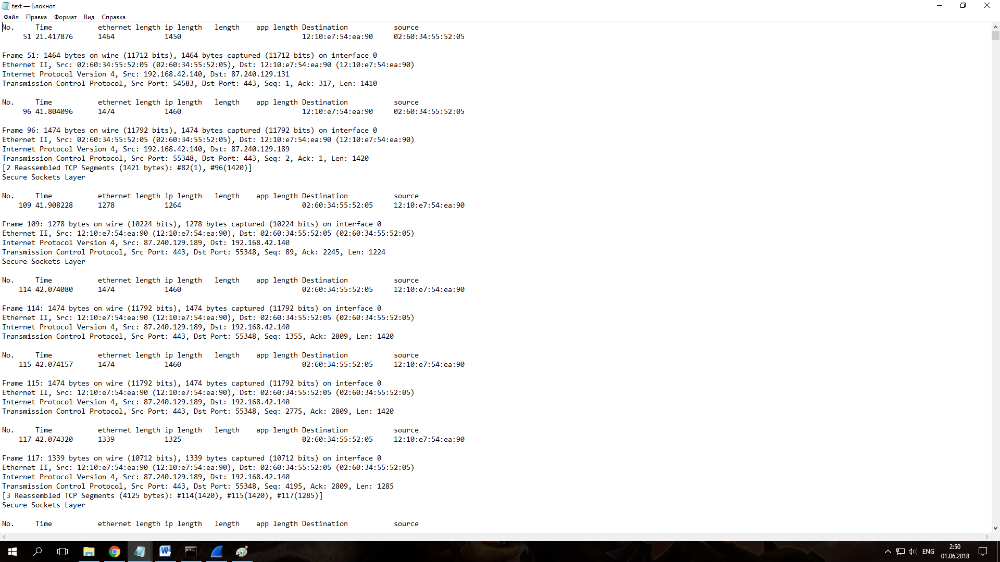 text — Блокнот
Файл Правка Формат Вид Справка
No.     Time           ethernet length ip length   length    app length Destination           source
     51 21.417876      1464            1450                             12:10:e7:54:ea:90     02:60:34:55:52:05
Frame 51: 1464 bytes on wire (11712 bits), 1464 bytes captured (11712 bits) on interface 0
Ethernet II, Src: 02:60:34:55:52:05 (02:60:34:55:52:05), Dst: 12:10:e7:54:ea:90 (12:10:e7:54:ea:90)
Internet Protocol Version 4, Src: 192.168.42.140, Dst: 87.240.129.131
Transmission Control Protocol, Src Port: 54583, Dst Port: 443, Seq: 1, Ack: 317, Len: 1410
No.     Time           ethernet length ip length   length    app length Destination           source
     96 41.804096      1474            1460                             12:10:e7:54:ea:90     02:60:34:55:52:05
Frame 96: 1474 bytes on wire (11792 bits), 1474 bytes captured (11792 bits) on interface 0
Ethernet II, Src: 02:60:34:55:52:05 (02:60:34:55:52:05), Dst: 12:10:e7:54:ea:90 (12:10:e7:54:ea:90)
Internet Protocol Version 4, Src: 192.168.42.140, Dst: 87.240.129.189
Transmission Control Protocol, Src Port: 55348, Dst Port: 443, Seq: 2, Ack: 1, Len: 1420
[2 Reassembled TCP Segments (1421 bytes): #82(1), #96(1420)]
Secure Sockets Layer
No.     Time           ethernet length ip length   length    app length Destination           source
    109 41.908228      1278            1264                             02:60:34:55:52:05     12:10:e7:54:ea:90
Frame 109: 1278 bytes on wire (10224 bits), 1278 bytes captured (10224 bits) on interface 0
Ethernet II, Src: 12:10:e7:54:ea:90 (12:10:e7:54:ea:90), Dst: 02:60:34:55:52:05 (02:60:34:55:52:05)
Internet Protocol Version 4, Src: 87.240.129.189, Dst: 192.168.42.140
Transmission Control Protocol, Src Port: 443, Dst Port: 55348, Seq: 89, Ack: 2245, Len: 1224
Secure Sockets Layer
No.     Time           ethernet length ip length   length    app length Destination           source
    114 42.074080      1474            1460                             02:60:34:55:52:05     12:10:e7:54:ea:90
Frame 114: 1474 bytes on wire (11792 bits), 1474 bytes captured (11792 bits) on interface 0
Ethernet II, Src: 12:10:e7:54:ea:90 (12:10:e7:54:ea:90), Dst: 02:60:34:55:52:05 (02:60:34:55:52:05)
Internet Protocol Version 4, Src: 87.240.129.189, Dst: 192.168.42.140
Transmission Control Protocol, Src Port: 443, Dst Port: 55348, Seq: 1355, Ack: 2809, Len: 1420
No.     Time           ethernet length ip length   length    app length Destination           source
    115 42.074157      1474            1460                             02:60:34:55:52:05     12:10:e7:54:ea:90
Frame 115: 1474 bytes on wire (11792 bits), 1474 bytes captured (11792 bits) on interface 0
Ethernet II, Src: 12:10:e7:54:ea:90 (12:10:e7:54:ea:90), Dst: 02:60:34:55:52:05 (02:60:34:55:52:05)
Internet Protocol Version 4, Src: 87.240.129.189, Dst: 192.168.42.140
Transmission Control Protocol, Src Port: 443, Dst Port: 55348, Seq: 2775, Ack: 2809, Len: 1420
No.     Time           ethernet length ip length   length    app length Destination           source
    117 42.074320      1339            1325                             02:60:34:55:52:05     12:10:e7:54:ea:90
Frame 117: 1339 bytes on wire (10712 bits), 1339 bytes captured (10712 bits) on interface 0
Ethernet II, Src: 12:10:e7:54:ea:90 (12:10:e7:54:ea:90), Dst: 02:60:34:55:52:05 (02:60:34:55:52:05)
Internet Protocol Version 4, Src: 87.240.129.189, Dst: 192.168.42.140
Transmission Control Protocol, Src Port: 443, Dst Port: 55348, Seq: 4195, Ack: 2809, Len: 1285
[3 Reassembled TCP Segments (4125 bytes): #114(1420), #115(1420), #117(1285)]
Secure Sockets Layer
No.     Time           ethernet length ip length   length    app length Destination           source
ENG
2:50
01.06.2018